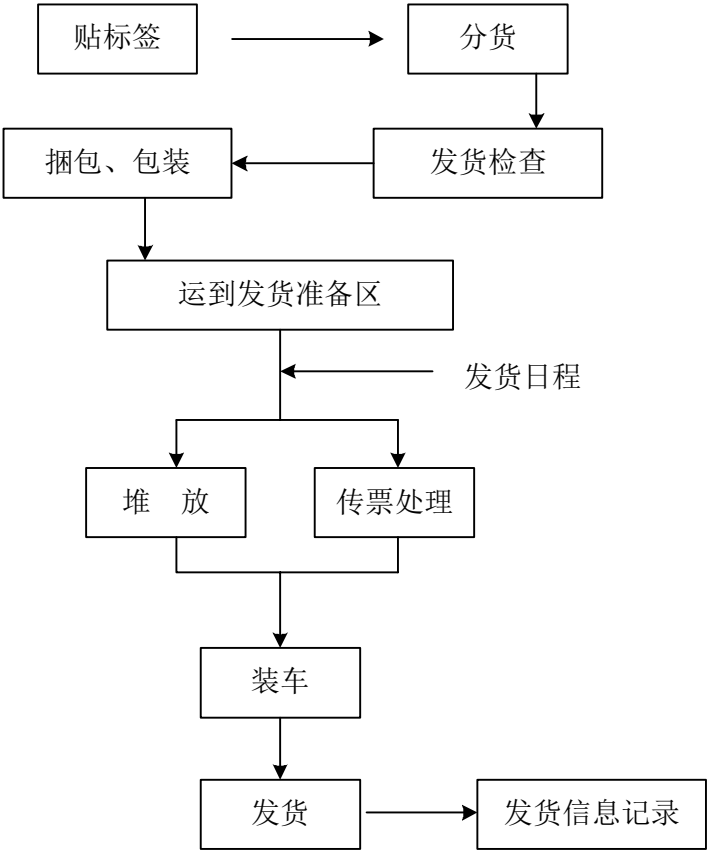 贴标签
分货
捆包、包装
发货检查
运到发货准备区
发货日程
堆 放
传票处理
装车
发货
发货信息记录